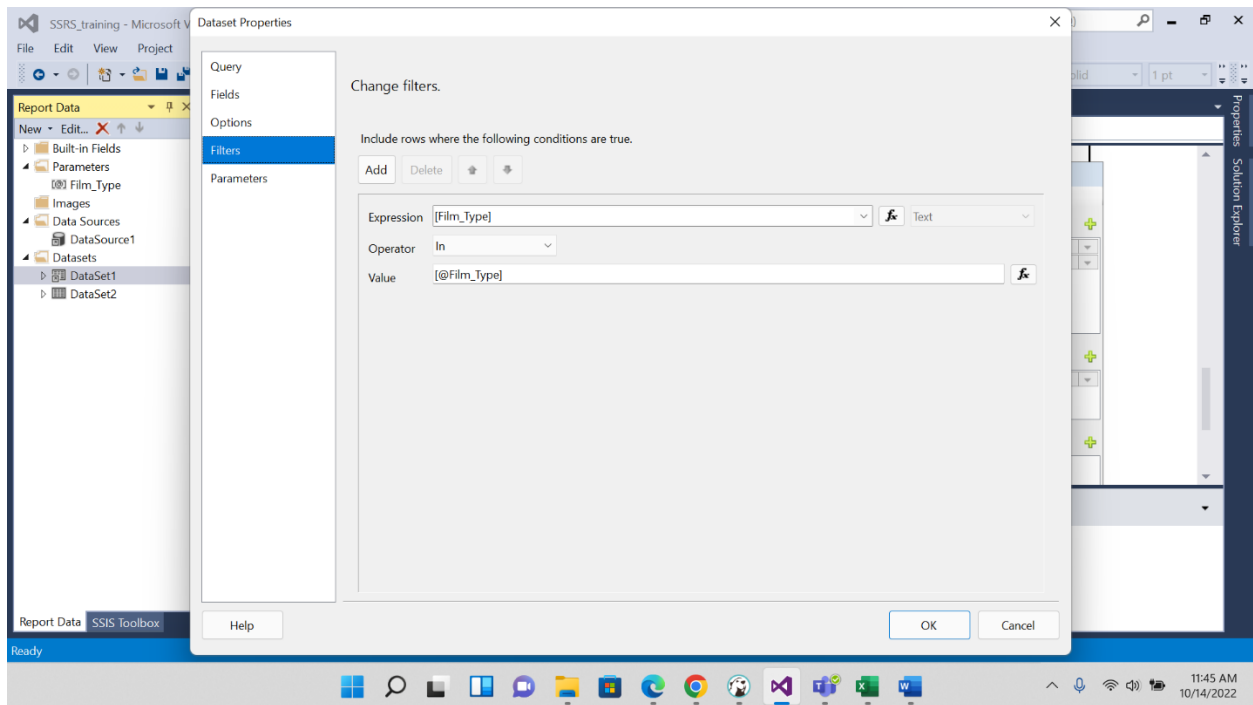 SSRS_training - Microsoft V
Dataset Properties
File Edit View Project
Query
Fields
Options
Filters
Parameters
Change filters.
Include rows where the following conditions are true.
Add Delete
Expression [Film_Type] fx Text
Operator In
Value [@Film_Type] fx
Help OK Cancel
Report Data
New Edit...
Built-in Fields
Parameters
Film_Type
Images
Data Sources
DataSource1
Datasets
DataSet1
DataSet2
Report Data SSIS Toolbox
Ready
1 pt
Properties
Solution Explorer
11:45 AM
10/14/2022